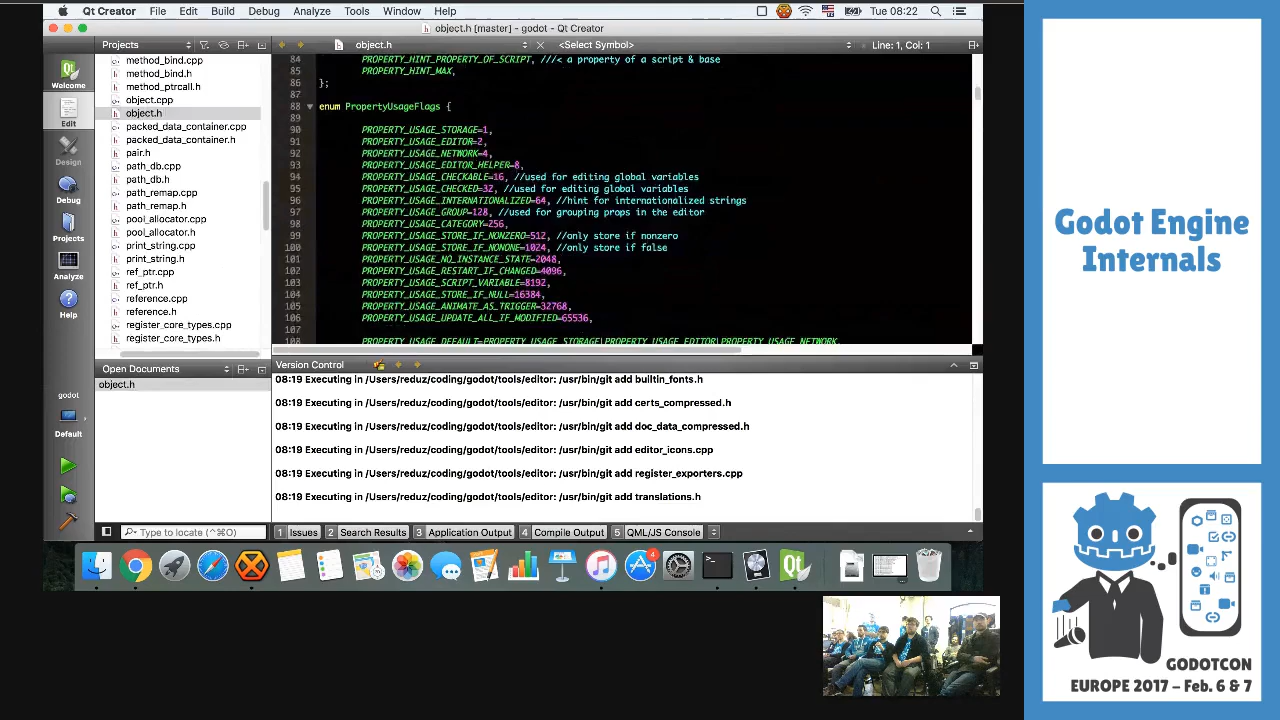 Qt Creator File Edit Build Debug Analyze Tools Window Help Tue 08:22
object.h [master] - godot - Qt Creator
Projects
object.h
<Select Symbol>
Line: 1, Col: 1
Welcome
Edit
Design
Debug
Projects
Analyze
Help
godot
Default
method_bind.cpp
method_bind.h
method_ptrcall.h
object.cpp
object.h
packed_data_container.cpp
packed_data_container.h
pair.h
path_db.cpp
path_db.h
path_remap.cpp
path_remap.h
pool_allocator.cpp
pool_allocator.h
print_string.cpp
print_string.h
ref_ptr.cpp
ref_ptr.h
reference.cpp
reference.h
register_core_types.cpp
register_core_types.h
Open Documents
object.h
84 PROPERTY_HINT_PROPERTY_OF_SCRIPT, ///< a property of a script & base
85 PROPERTY_HINT_MAX,
86 };
87
88 enum PropertyUsageFlags {
89
90 PROPERTY_USAGE_STORAGE=1,
91 PROPERTY_USAGE_EDITOR=2,
92 PROPERTY_USAGE_NETWORK=4,
93 PROPERTY_USAGE_EDITOR_HELPER=8,
94 PROPERTY_USAGE_CHECKABLE=16, //used for editing global variables
95 PROPERTY_USAGE_CHECKED=32, //used for editing global variables
96 PROPERTY_USAGE_INTERNATIONALIZED=64, //hint for internationalized strings
97 PROPERTY_USAGE_GROUP=128, //used for grouping props in the editor
98 PROPERTY_USAGE_CATEGORY=256,
99 PROPERTY_USAGE_STORE_IF_NONZERO=512, //only store if nonzero
100 PROPERTY_USAGE_STORE_IF_NONONE=1024, //only store if false
101 PROPERTY_USAGE_NO_INSTANCE_STATE=2048,
102 PROPERTY_USAGE_RESTART_IF_CHANGED=4096,
103 PROPERTY_USAGE_SCRIPT_VARIABLE=8192,
104 PROPERTY_USAGE_STORE_IF_NULL=16384,
105 PROPERTY_USAGE_ANIMATE_AS_TRIGGER=32768,
106 PROPERTY_USAGE_UPDATE_ALL_IF_MODIFIED=65536,
107
108 PROPERTY_USAGE_DEFAULT=PROPERTY_USAGE_STORAGE|PROPERTY_USAGE_EDITOR|PROPERTY_USAGE_NETWORK,
Version Control
08:19 Executing in /Users/reduz/coding/godot/tools/editor: /usr/bin/git add builtin_fonts.h
08:19 Executing in /Users/reduz/coding/godot/tools/editor: /usr/bin/git add certs_compressed.h
08:19 Executing in /Users/reduz/coding/godot/tools/editor: /usr/bin/git add doc_data_compressed.h
08:19 Executing in /Users/reduz/coding/godot/tools/editor: /usr/bin/git add editor_icons.cpp
08:19 Executing in /Users/reduz/coding/godot/tools/editor: /usr/bin/git add register_exporters.cpp
08:19 Executing in /Users/reduz/coding/godot/tools/editor: /usr/bin/git add translations.h
Type to locate (^⌘O)
1 Issues 2 Search Results 3 Application Output 4 Compile Output 5 QML/JS Console
4
Qt
Godot Engine
Internals
GODOTCON
EUROPE 2017 – Feb. 6 & 7